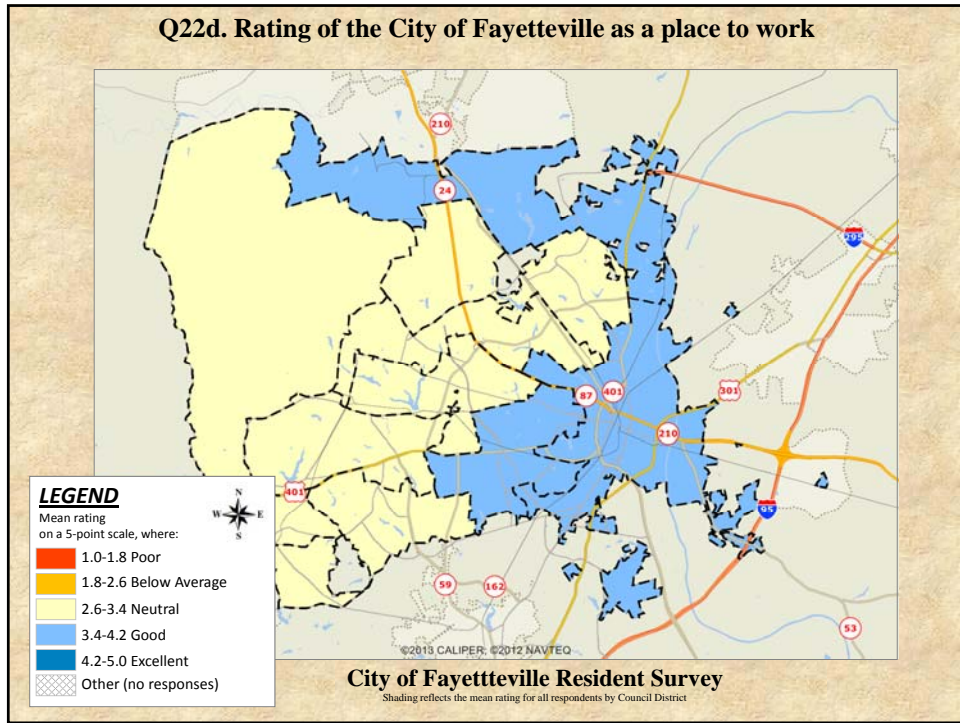 Q22d. Rating of the City of Fayetteville as a place to work
210
24
295
87
401
301
210
401
95
59
162
53
LEGEND
Mean rating
on a 5-point scale, where:
N
W E
S
1.0-1.8 Poor
1.8-2.6 Below Average
2.6-3.4 Neutral
3.4-4.2 Good
4.2-5.0 Excellent
Other (no responses)
©2013 CALIPER; ©2012 NAVTEQ
City of Fayettteville Resident Survey
Shading reflects the mean rating for all respondents by Council District